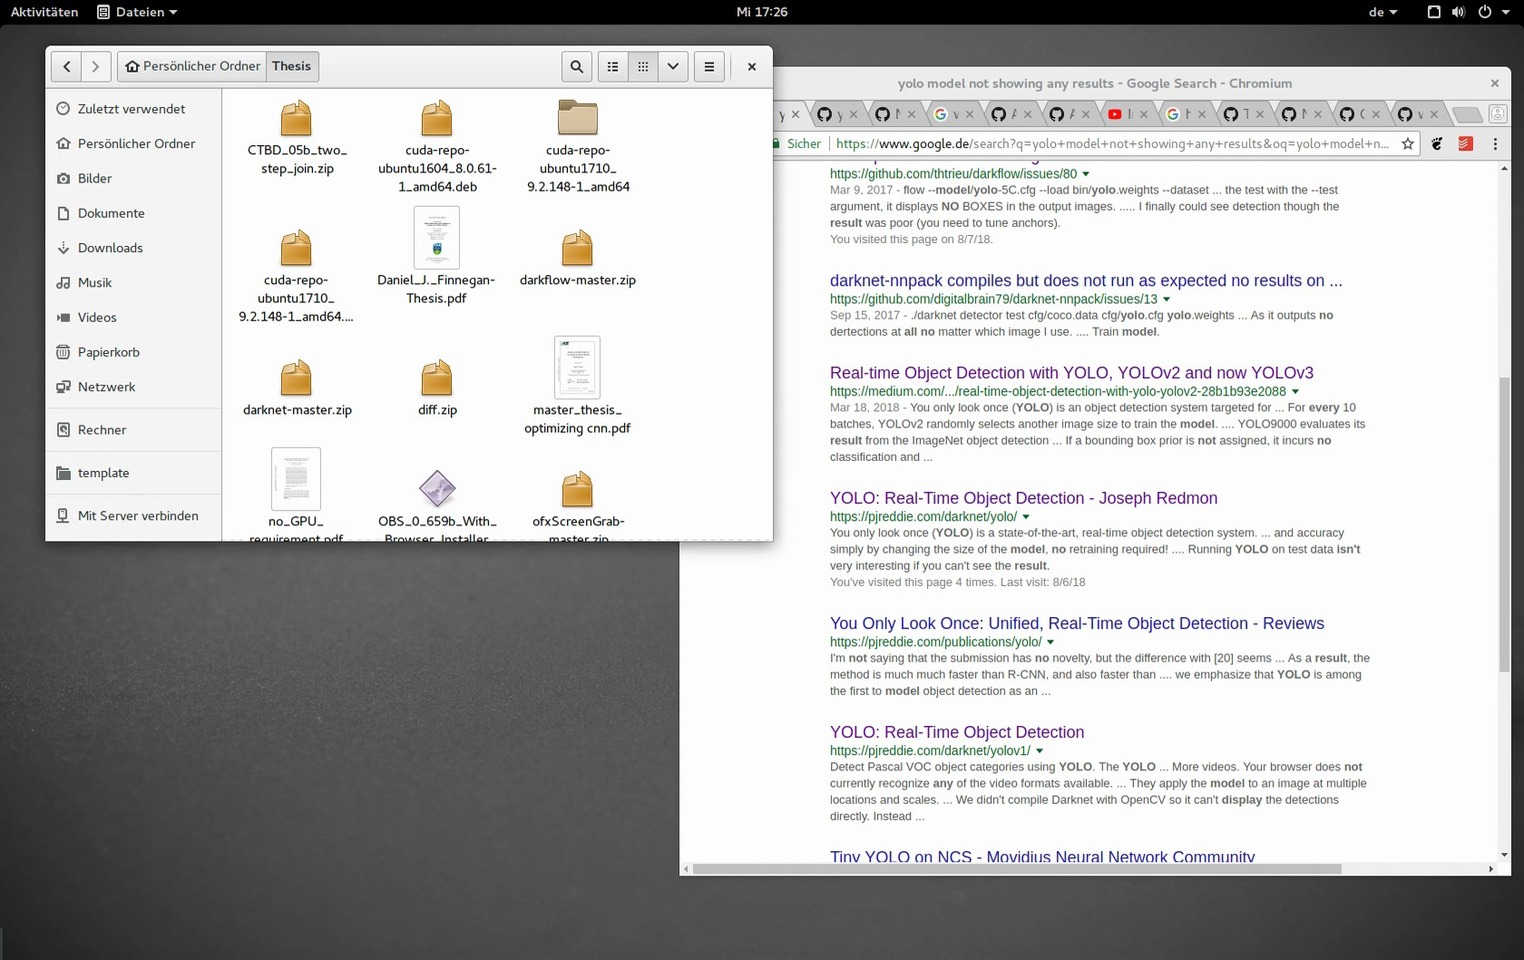 Aktivitäten
Dateien
Mi 17:26
de
Persönlicher Ordner
Thesis
Zuletzt verwendet
Persönlicher Ordner
Bilder
Dokumente
Downloads
Musik
Videos
Papierkorb
Netzwerk
Rechner
template
Mit Server verbinden
CTBD_05b_two_
step_join.zip
cuda-repo-
ubuntu1604_8.0.61-
1_amd64.deb
cuda-repo-
ubuntu1710_
9.2.148-1_amd64
cuda-repo-
ubuntu1710_
9.2.148-1_amd64....
Daniel_J._Finnegan-
Thesis.pdf
darkflow-master.zip
darknet-master.zip
diff.zip
master_thesis_
optimizing cnn.pdf
no_GPU_
requirement.pdf
OBS_0_659b_With_
Browser_Installer
ofxScreenGrab-
master.zip
yolo model not showing any results - Google Search - Chromium
Sicher
https://www.google.de/search?q=yolo+model+not+showing+any+results&oq=yolo+model+n...
https://github.com/thtrieu/darkflow/issues/80
Mar 9, 2017 - flow --model/yolo-5C.cfg --load bin/yolo.weights --dataset ... the test with the --test
argument, it displays NO BOXES in the output images. ..... I finally could see detection though the
result was poor (you need to tune anchors).
You visited this page on 8/7/18.
darknet-nnpack compiles but does not run as expected no results on ...
https://github.com/digitalbrain79/darknet-nnpack/issues/13
Sep 15, 2017 - ./darknet detector test cfg/coco.data cfg/yolo.cfg yolo.weights ... As it outputs no
dertections at all no matter which image I use. .... Train model.
Real-time Object Detection with YOLO, YOLOv2 and now YOLOv3
https://medium.com/.../real-time-object-detection-with-yolo-yolov2-28b1b93e2088
Mar 18, 2018 - You only look once (YOLO) is an object detection system targeted for ... For every 10
batches, YOLOv2 randomly selects another image size to train the model. .... YOLO9000 evaluates its
result from the ImageNet object detection ... If a bounding box prior is not assigned, it incurs no
classification and ...
YOLO: Real-Time Object Detection - Joseph Redmon
https://pjreddie.com/darknet/yolo/
You only look once (YOLO) is a state-of-the-art, real-time object detection system. ... and accuracy
simply by changing the size of the model, no retraining required! .... Running YOLO on test data isn't
very interesting if you can't see the result.
You've visited this page 4 times. Last visit: 8/6/18
You Only Look Once: Unified, Real-Time Object Detection - Reviews
https://pjreddie.com/publications/yolo/
I'm not saying that the submission has no novelty, but the difference with [20] seems ... As a result, the
method is much much faster than R-CNN, and also faster than .... we emphasize that YOLO is among
the first to model object detection as an ...
YOLO: Real-Time Object Detection
https://pjreddie.com/darknet/yolov1/
Detect Pascal VOC object categories using YOLO. The YOLO ... More videos. Your browser does not
currently recognize any of the video formats available. ... They apply the model to an image at multiple
locations and scales. ... We didn't compile Darknet with OpenCV so it can't display the detections
directly. Instead ...
Tiny YOLO on NCS - Movidius Neural Network Community